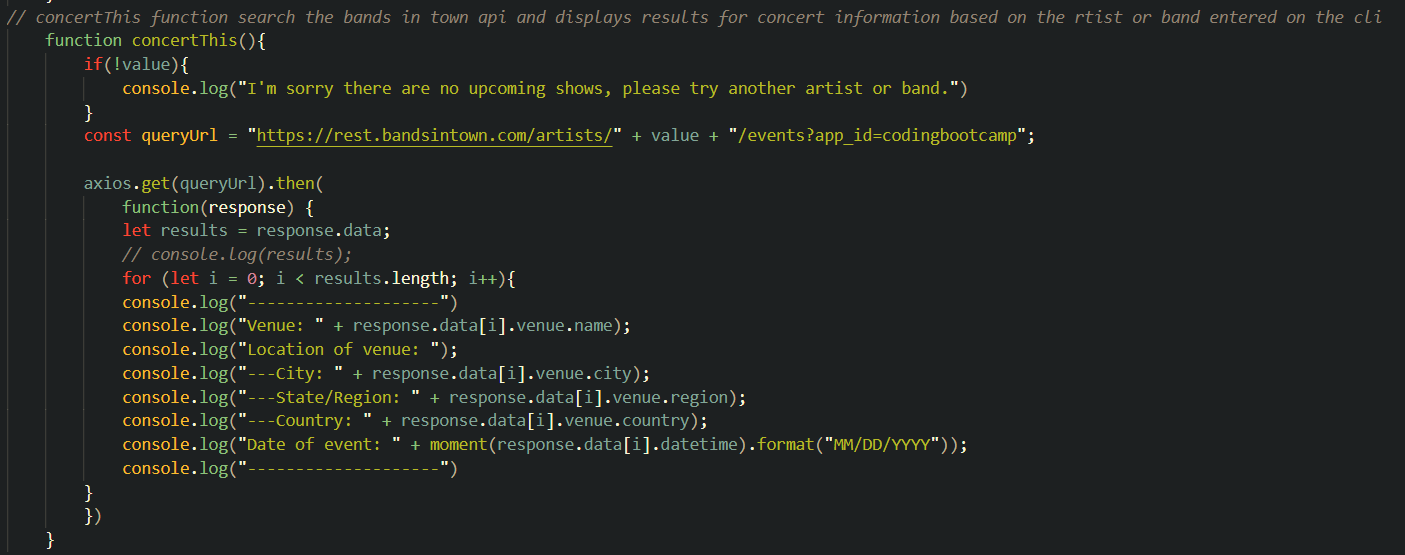 // concertThis function search the bands in town api and displays results for concert information based on the rtist or band entered on the cli
function concertThis(){
if(!value){
console.log("I'm sorry there are no upcoming shows, please try another artist or band.")
}
const queryUrl = "https://rest.bandsintown.com/artists/" + value + "/events?app_id=codingbootcamp";
axios.get(queryUrl).then(
function(response) {
let results = response.data;
// console.log(results);
for (let i = 0; i < results.length; i++){
console.log("--------------------")
console.log("Venue: " + response.data[i].venue.name);
console.log("Location of venue: ");
console.log("---City: " + response.data[i].venue.city);
console.log("---State/Region: " + response.data[i].venue.region);
console.log("---Country: " + response.data[i].venue.country);
console.log("Date of event: " + moment(response.data[i].datetime).format("MM/DD/YYYY"));
console.log("--------------------")
}
})
}